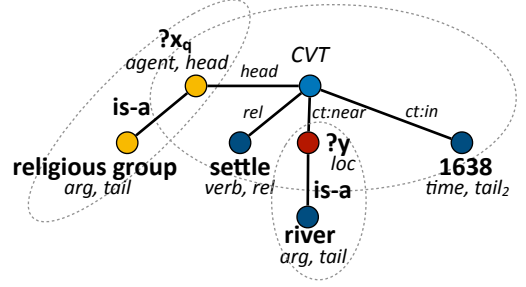 ?xq
agent, head
CVT
head
is-a
rel
ct:near
ct:in
?y
loc
religious group
arg, tail
settle
verb, rel
is-a
1638
time, tail2
river
arg, tail